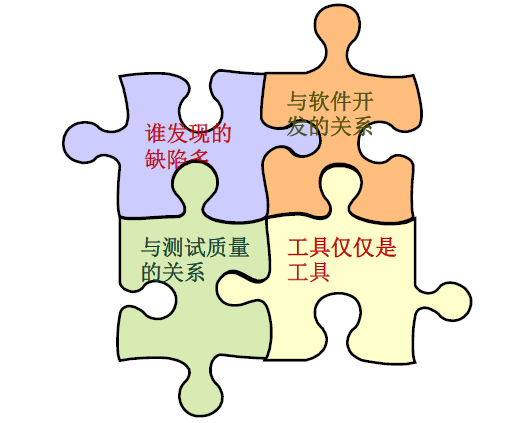 谁发现的
缺陷多
与软件开
发的关系
与测试质量
的关系
工具仅仅是
工具